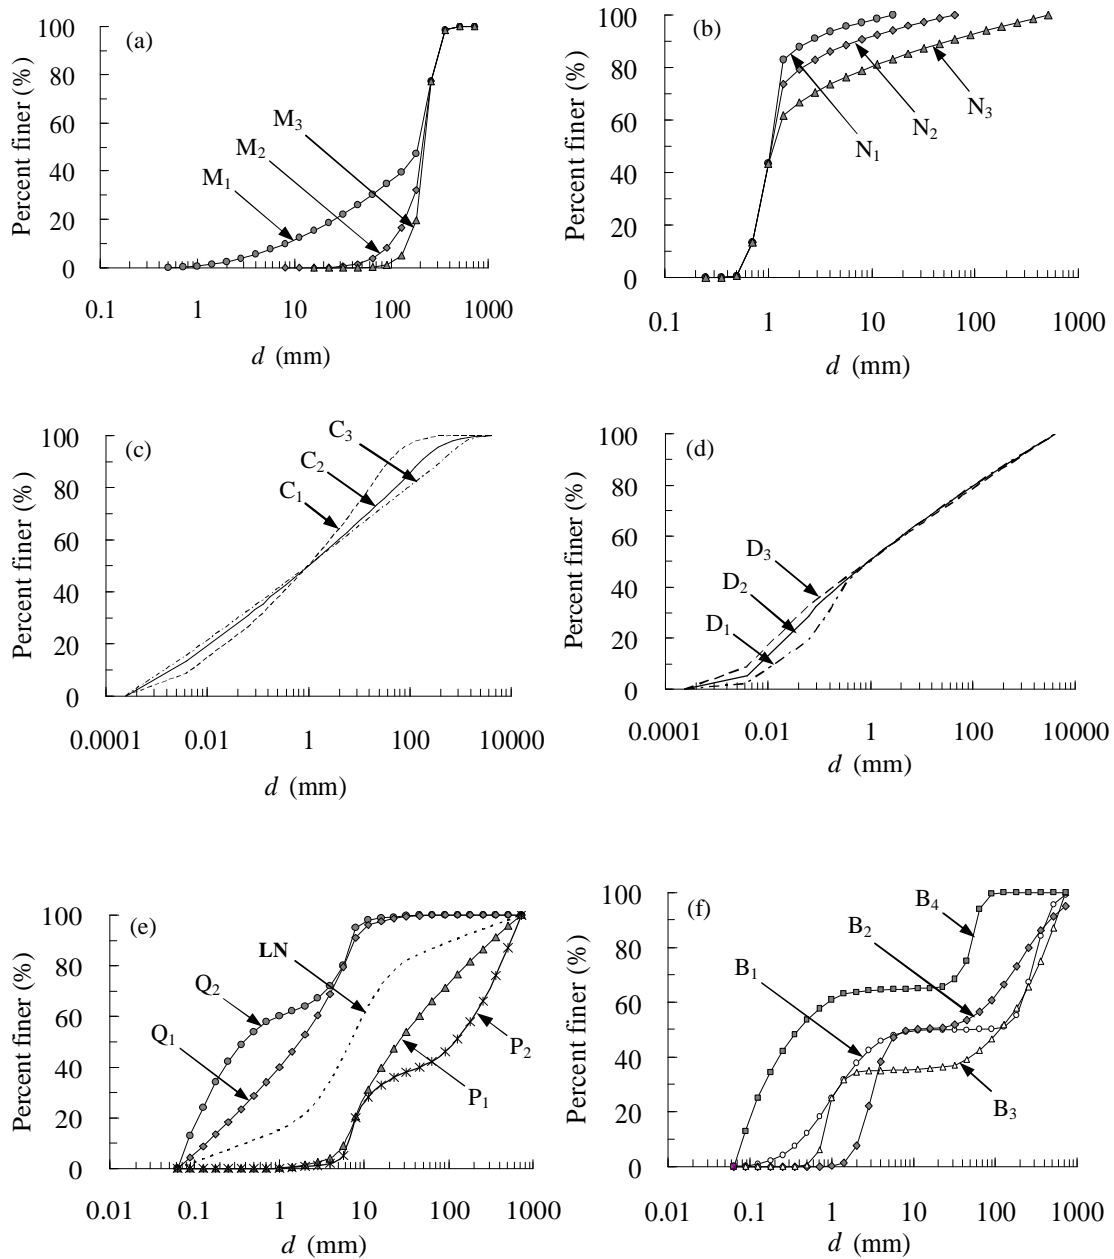 (a)
Percent finer (%)
100
80
60
40
20
0
M₁
M₂
M₃
0.1 1 10 100 1000
d (mm)
(b)
Percent finer (%)
100
80
60
40
20
0
N₁
N₂
N₃
0.1 1 10 100 1000
d (mm)
(c)
Percent finer (%)
100
80
60
40
20
0
C₃
C₂
C₁
0.0001 0.01 1 100 10000
d (mm)
(d)
Percent finer (%)
100
80
60
40
20
0
D₃
D₂
D₁
0.0001 0.01 1 100 10000
d (mm)
(e)
Percent finer (%)
100
80
60
40
20
0
LN
Q₂
Q₁
P₂
P₁
0.01 0.1 1 10 100 1000
d (mm)
(f)
Percent finer (%)
100
80
60
40
20
0
B₄
B₂
B₁
B₃
0.01 0.1 1 10 100 1000
d (mm)